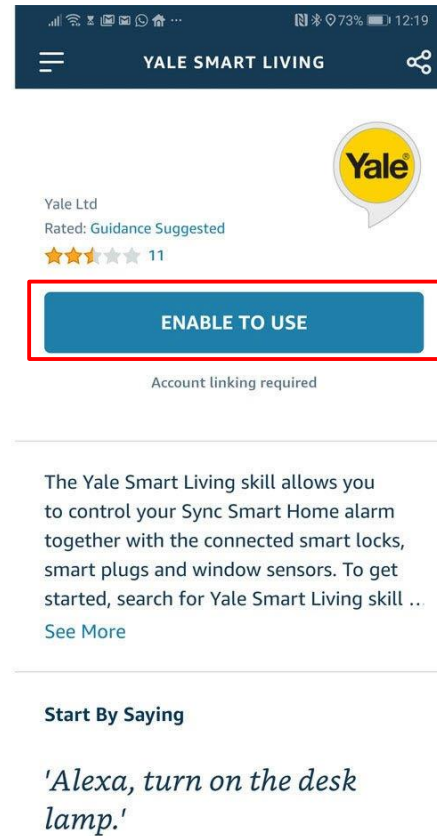 73% 12:19
YALE SMART LIVING
Yale
Yale Ltd
Rated: Guidance Suggested
11
ENABLE TO USE
Account linking required
The Yale Smart Living skill allows you
to control your Sync Smart Home alarm
together with the connected smart locks,
smart plugs and window sensors. To get
started, search for Yale Smart Living skill ..
See More
Start By Saying
'Alexa, turn on the desk
lamp.'